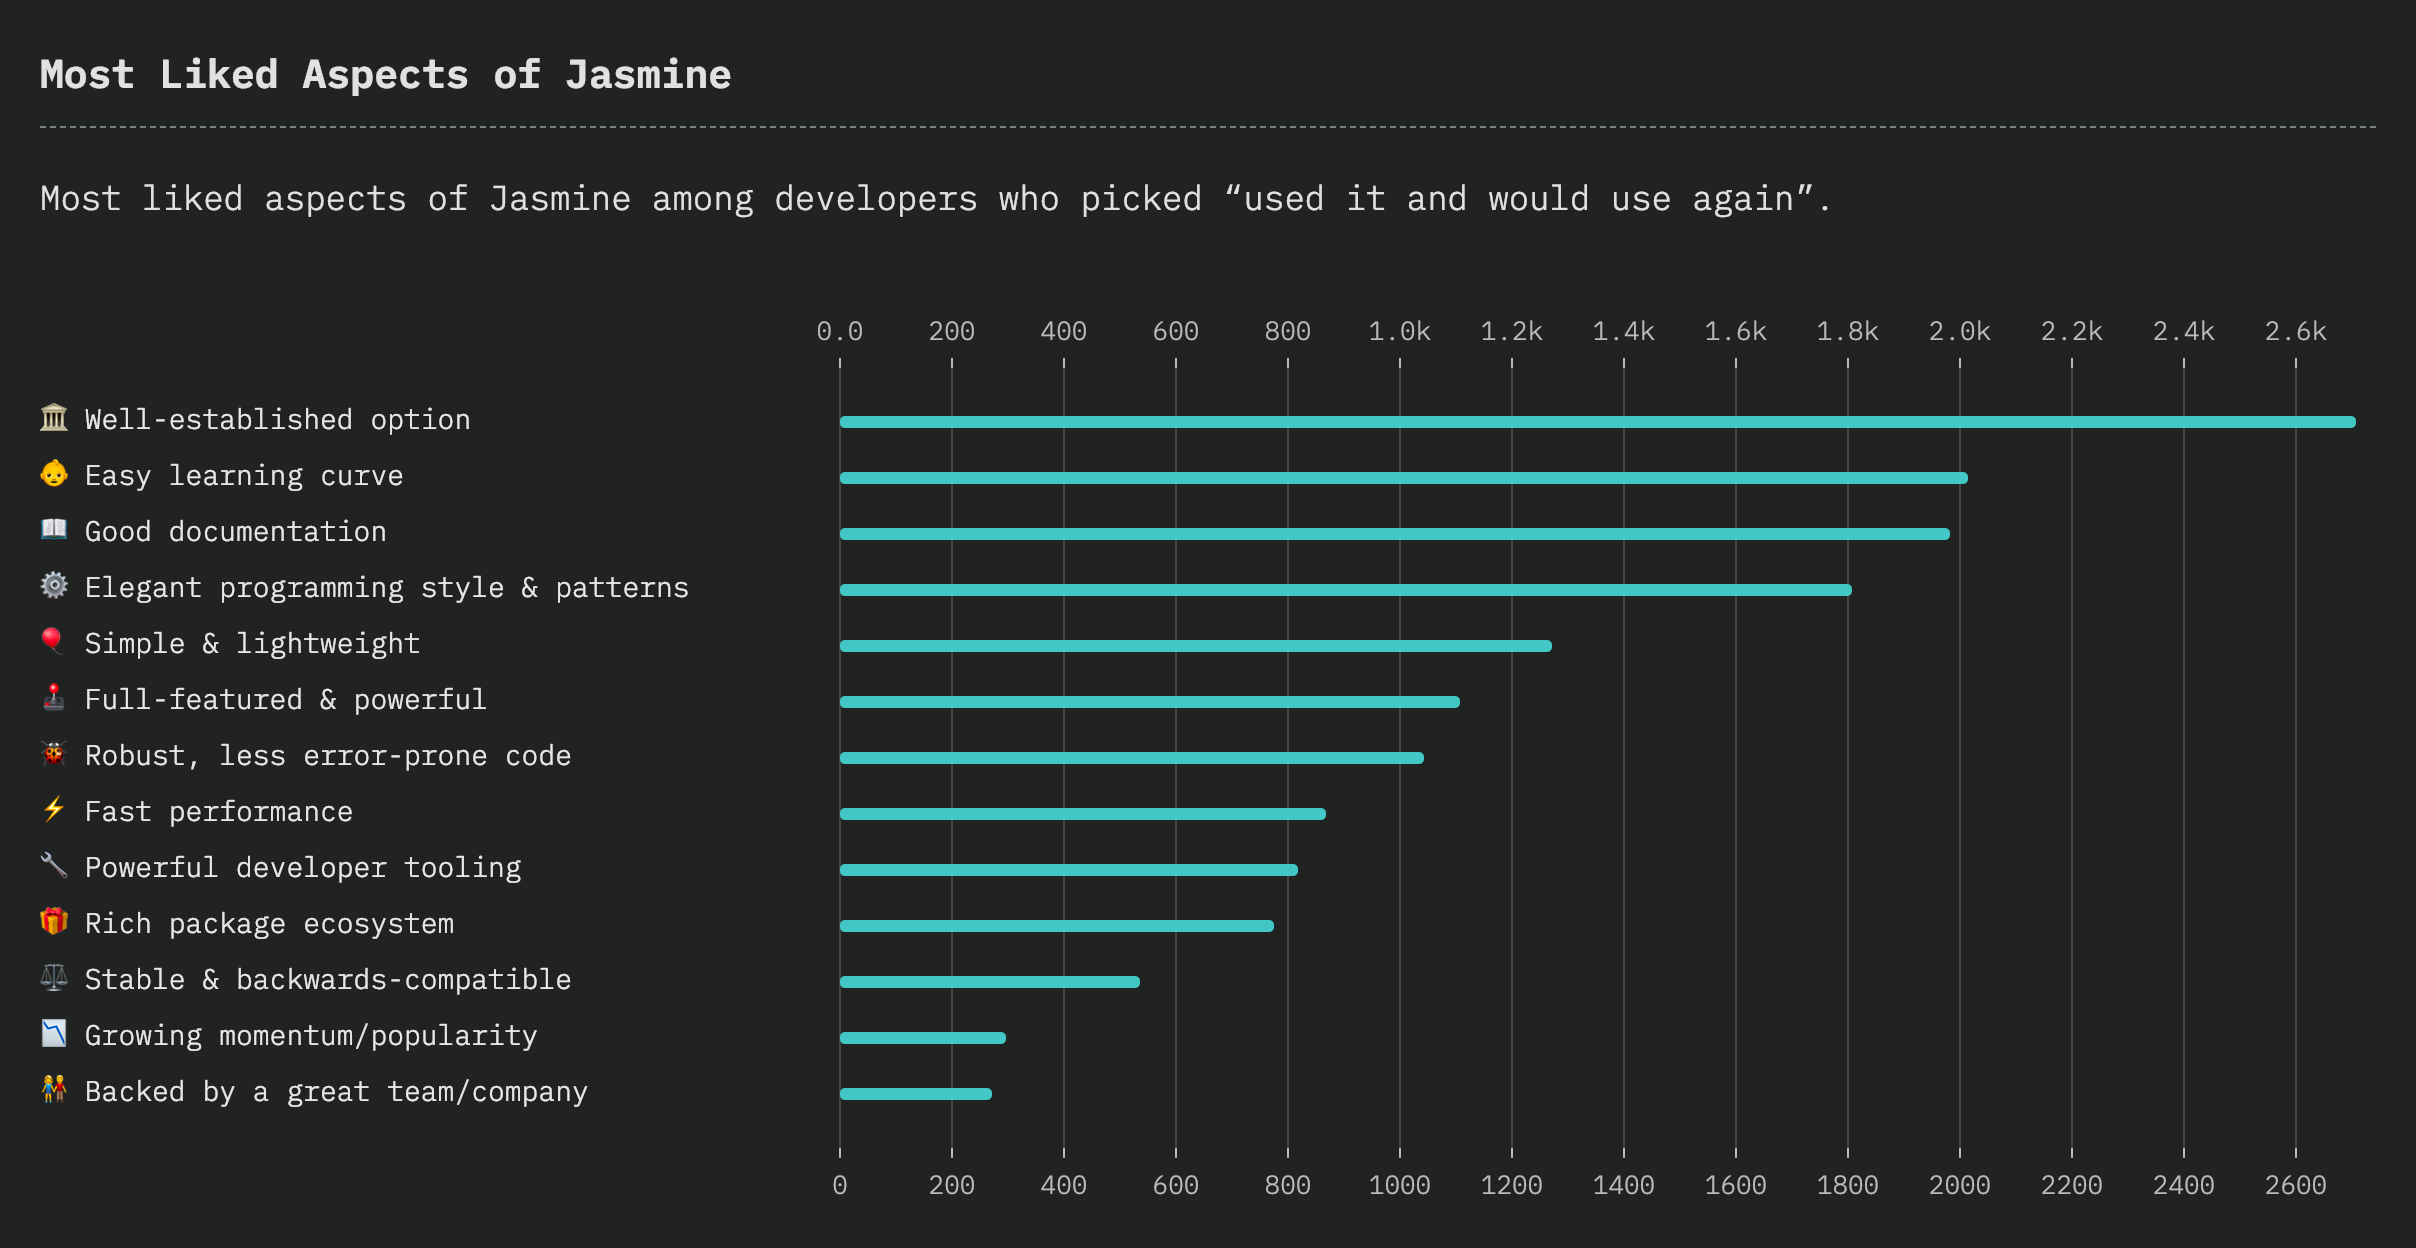 Most Liked Aspects of Jasmine
Most liked aspects of Jasmine among developers who picked “used it and would use again”.
0.0 200 400 600 800 1.0k 1.2k 1.4k 1.6k 1.8k 2.0k 2.2k 2.4k 2.6k
Well-established option
Easy learning curve
Good documentation
Elegant programming style & patterns
Simple & lightweight
Full-featured & powerful
Robust, less error-prone code
Fast performance
Powerful developer tooling
Rich package ecosystem
Stable & backwards-compatible
Growing momentum/popularity
Backed by a great team/company
0 200 400 600 800 1000 1200 1400 1600 1800 2000 2200 2400 2600